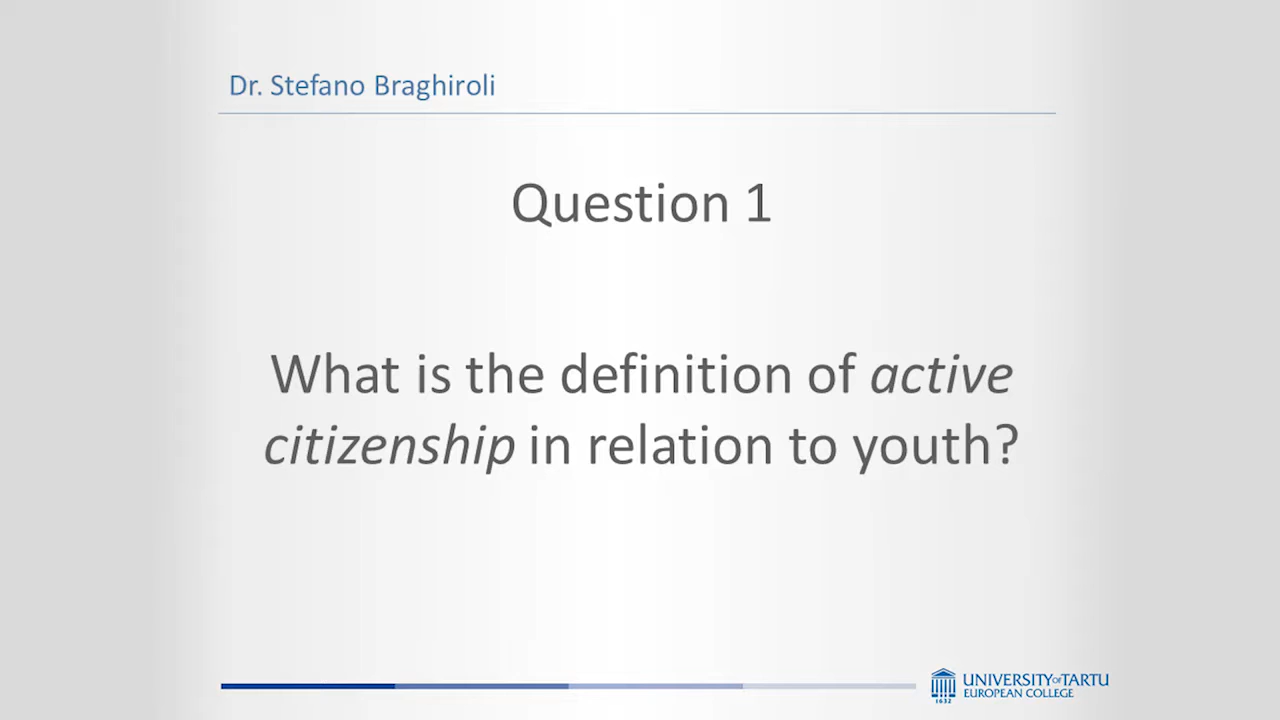 Dr. Stefano Braghiroli
Question 1
What is the definition of active
citizenship in relation to youth?
UNIVERSITY OF TARTU
EUROPEAN COLLEGE
1632